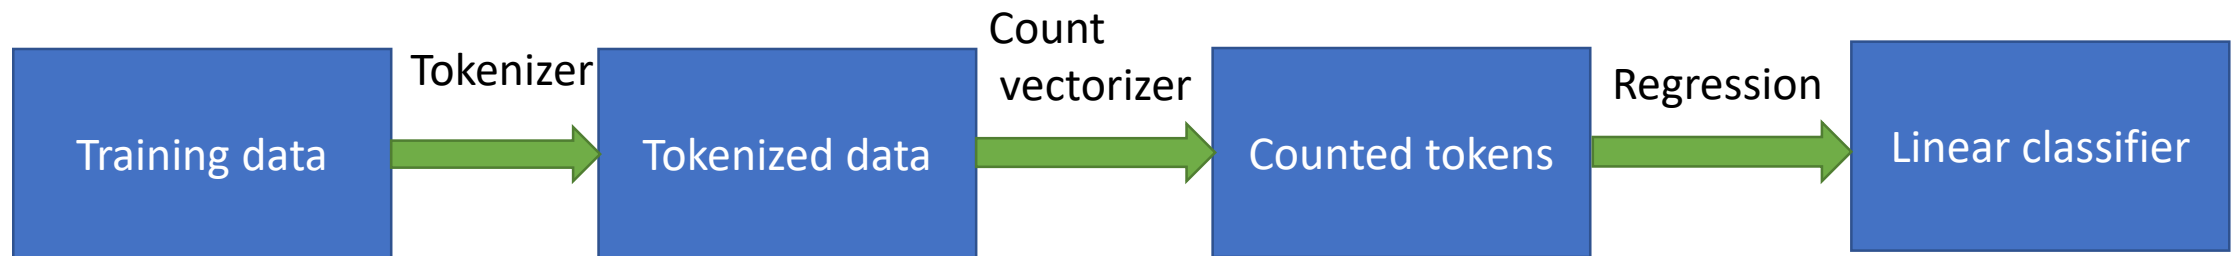 Training data
Tokenizer
Tokenized data
Count
vectorizer
Counted tokens
Regression
Linear classifier